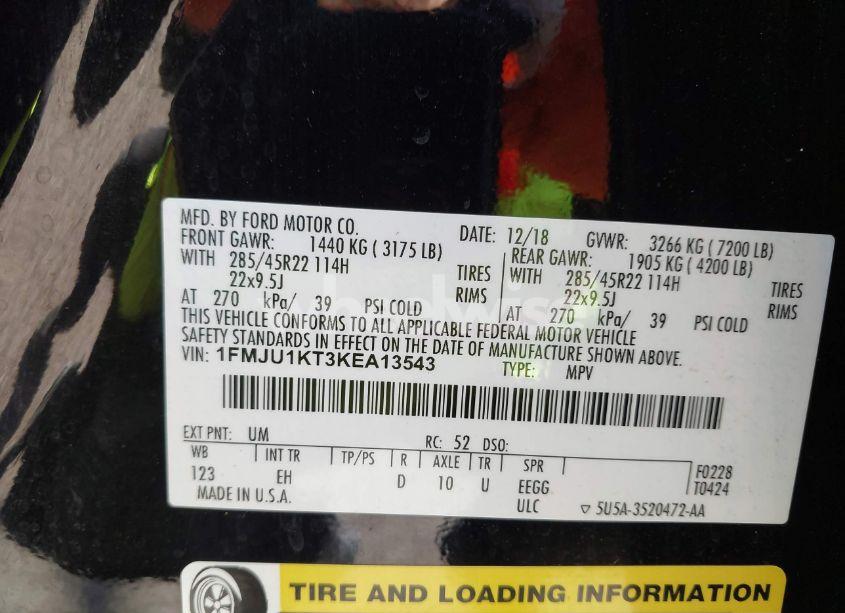 MFD. BY FORD MOTOR CO. DATE: 12/18 GVWR: 3266 KG ( 7200 LB)
FRONT GAWR: 1440 KG ( 3175 LB) REAR GAWR: 1905 KG ( 4200 LB)
WITH 285/45R22 114H TIRES WITH 285/45R22 114H TIRES
22x9.5J RIMS 22x9.5J RIMS
AT 270 kPa/ 39 PSI COLD AT 270 kPa/ 39 PSI COLD
THIS VEHICLE CONFORMS TO ALL APPLICABLE FEDERAL MOTOR VEHICLE
SAFETY STANDARDS IN EFFECT ON THE DATE OF MANUFACTURE SHOWN ABOVE.
VIN: 1FMJU1KT3KEA13543 TYPE: MPV
EXT PNT: UM RC: 52 DSO:
WB INT TR TP/PS R AXLE TR SPR F0228
123 EH D 10 U EEGG T0424
MADE IN U.S.A. ULC ▽ 5U5A-3520472-AA
TIRE AND LOADING INFORMATION